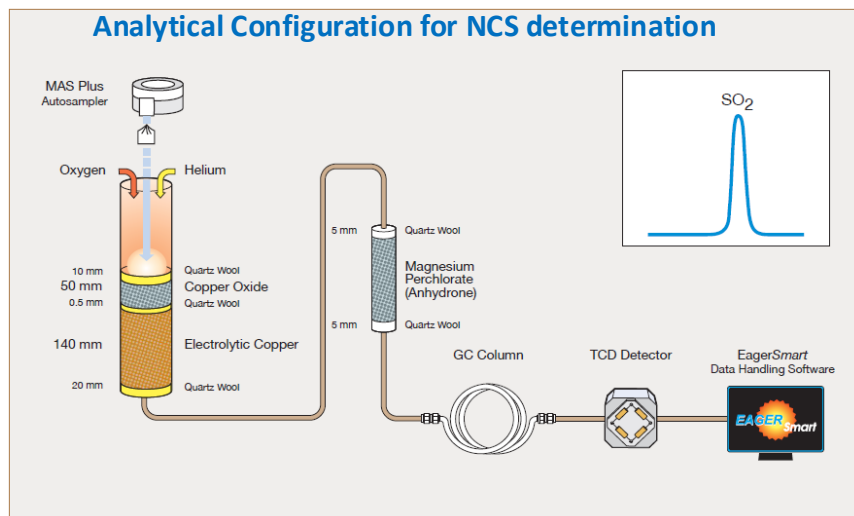 Analytical Configuration for NCS determination
MAS Plus
Autosampler
SO2
Oxygen
Helium
5 mm
Quartz Wool
10 mm
Quartz Wool
50 mm
Copper Oxide
0.5 mm
Quartz Wool
Magnesium
Perchlorate
(Anhydrone)
5 mm
Quartz Wool
140 mm
Electrolytic Copper
GC Column
TCD Detector
EagerSmart
Data Handling Software
20 mm
Quartz Wool
EAGER
Smart